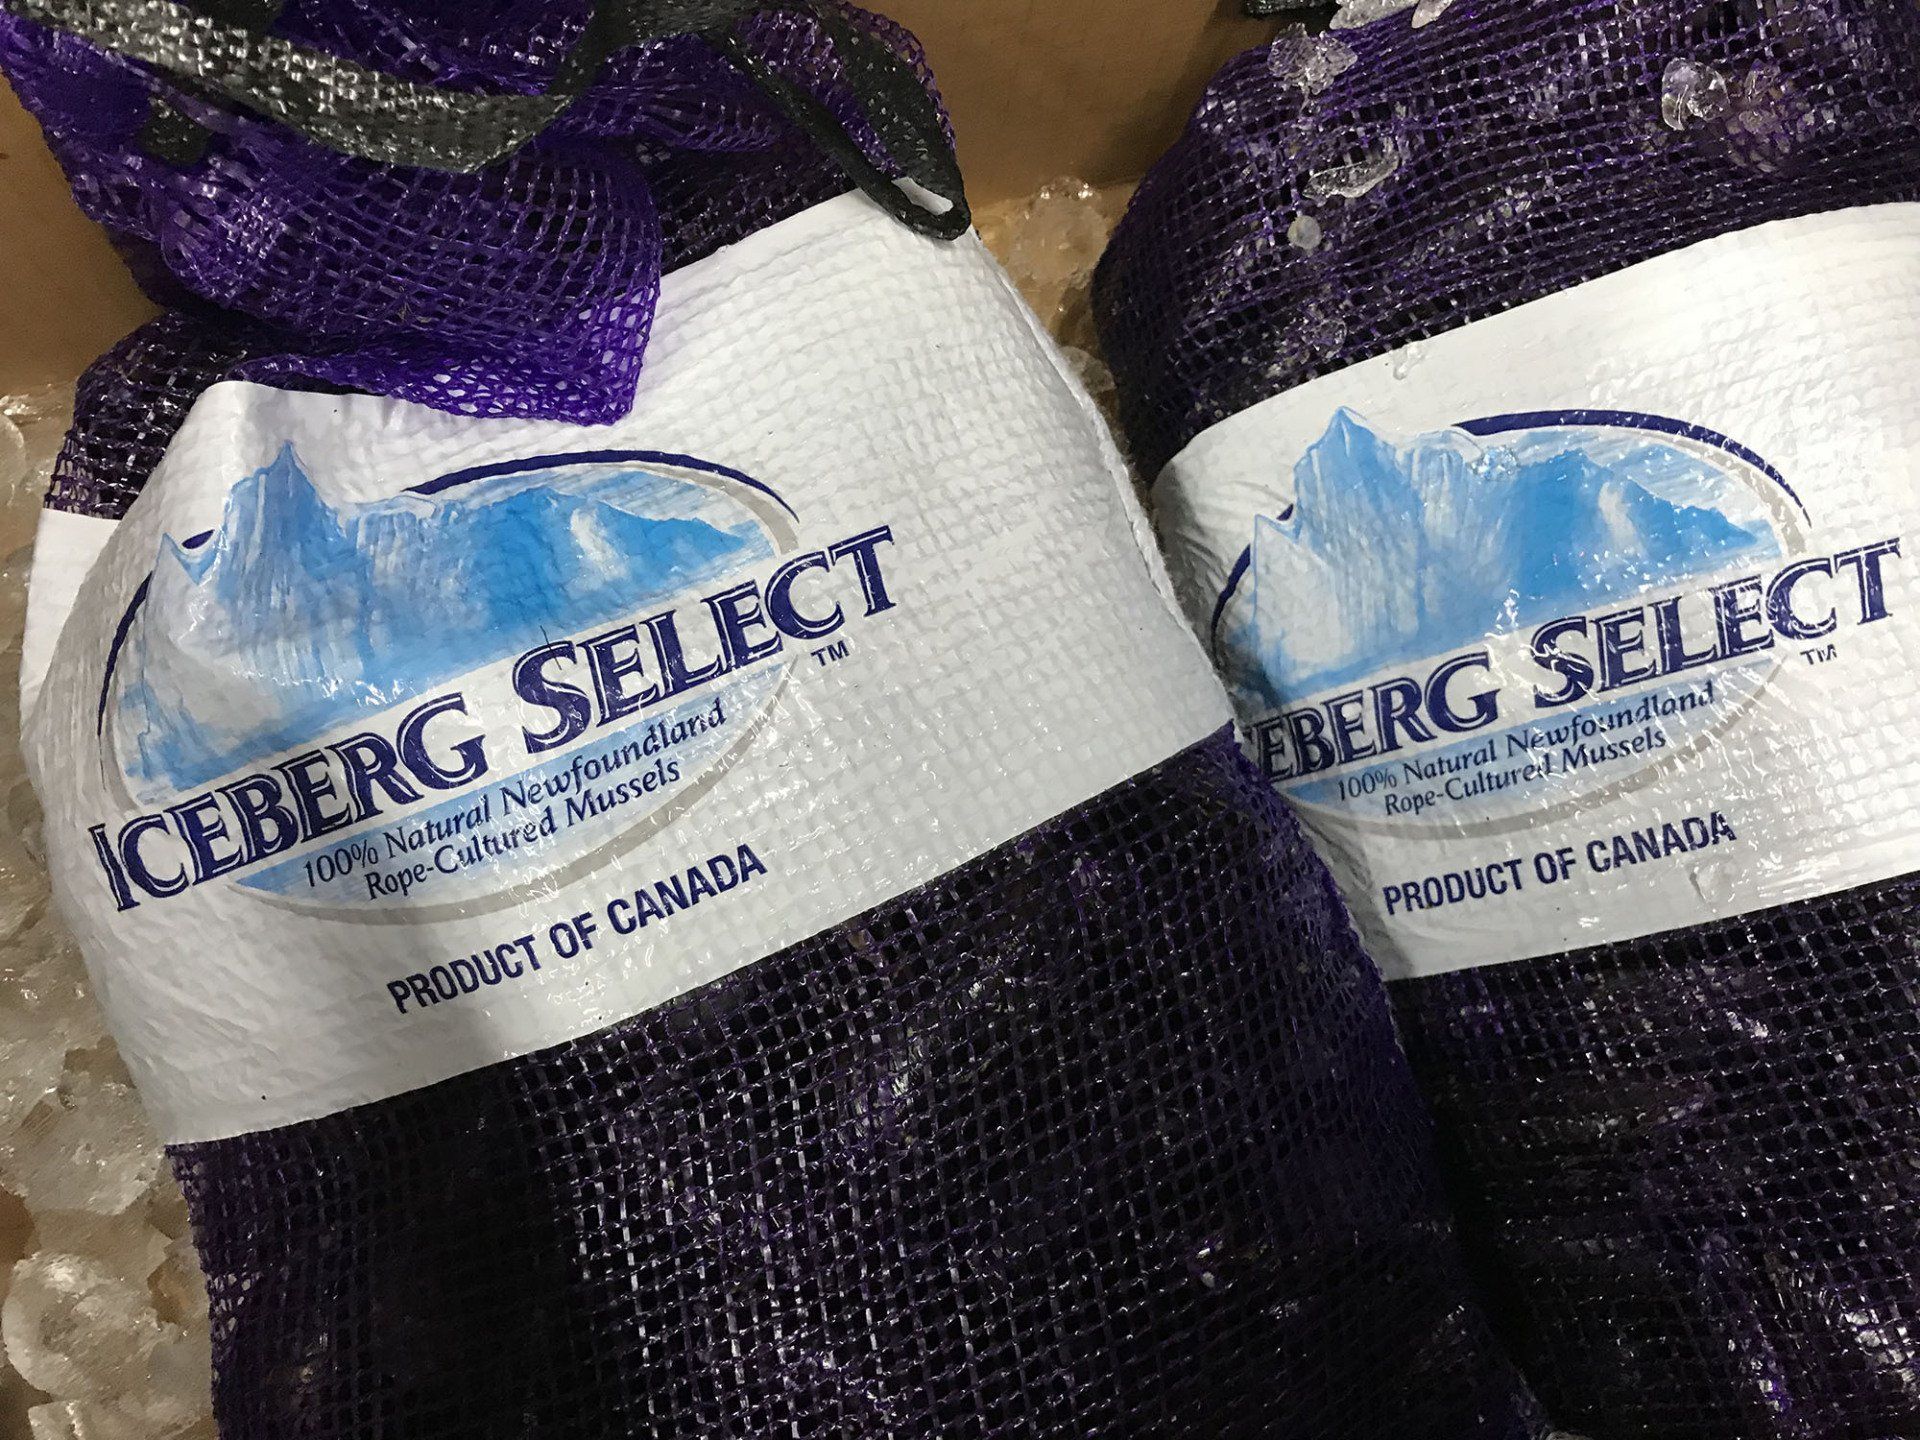 ICEBERG SELECT
TM
100% Natural Newfoundland
Rope-Cultured Mussels
PRODUCT OF CANADA
ICEBERG SELECT
TM
100% Natural Newfoundland
Rope-Cultured Mussels
PRODUCT OF CANADA